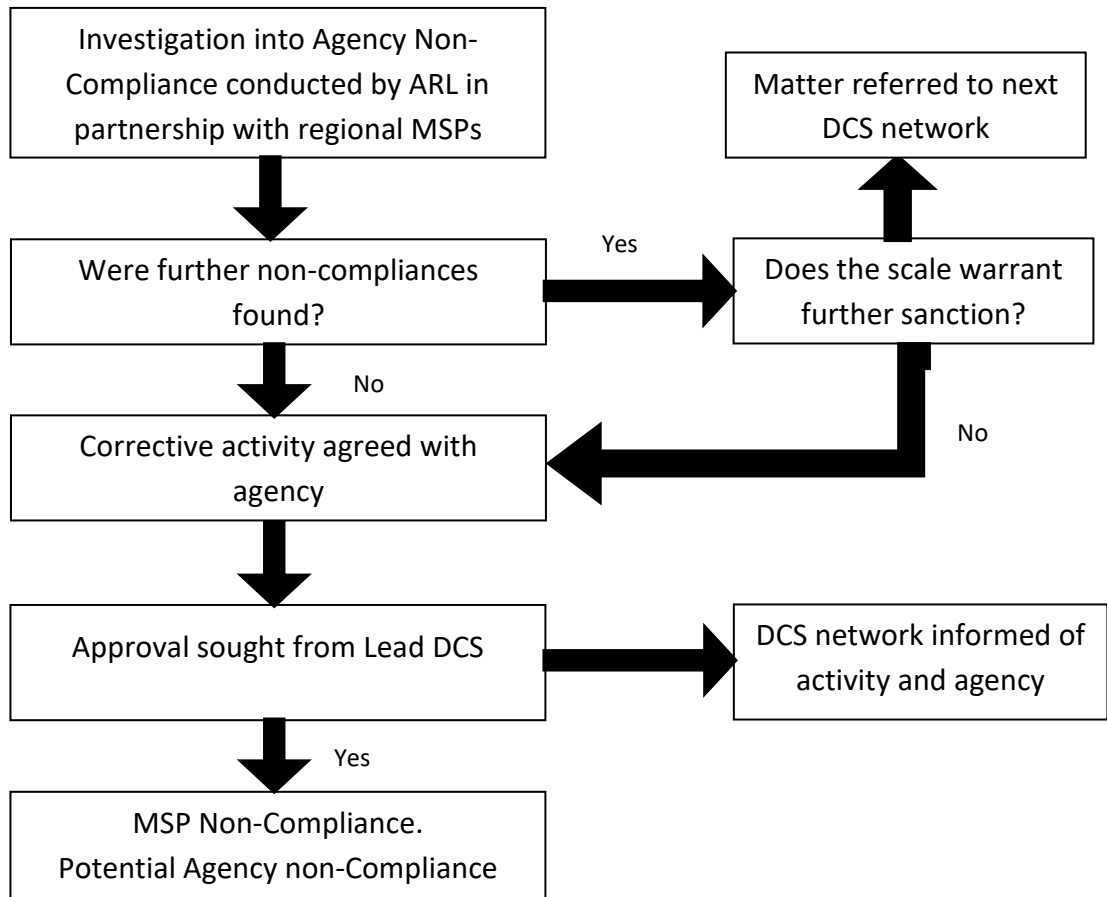 Investigation into Agency Non-
Compliance conducted by ARL in
partnership with regional MSPs
Matter referred to next
DCS network
Were further non-compliances
found?
Yes
Does the scale warrant
further sanction?
No
Corrective activity agreed with
agency
No
Approval sought from Lead DCS
DCS network informed of
activity and agency
Yes
MSP Non-Compliance.
Potential Agency non-Compliance